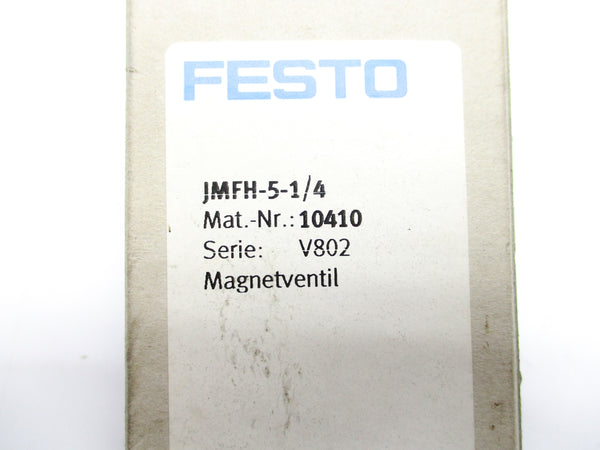 FESTO
JMFH-5-1/4
Mat.-Nr.: 10410
Serie: V802
Magnetventil